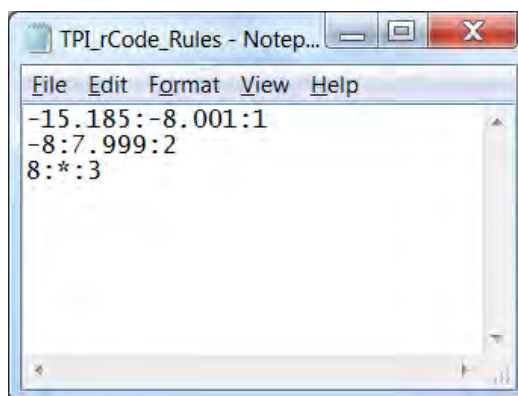 TPI_rCode_Rules - Notep...
File Edit Format View Help
-15.185:-8.001:1
-8:7.999:2
8:*:3